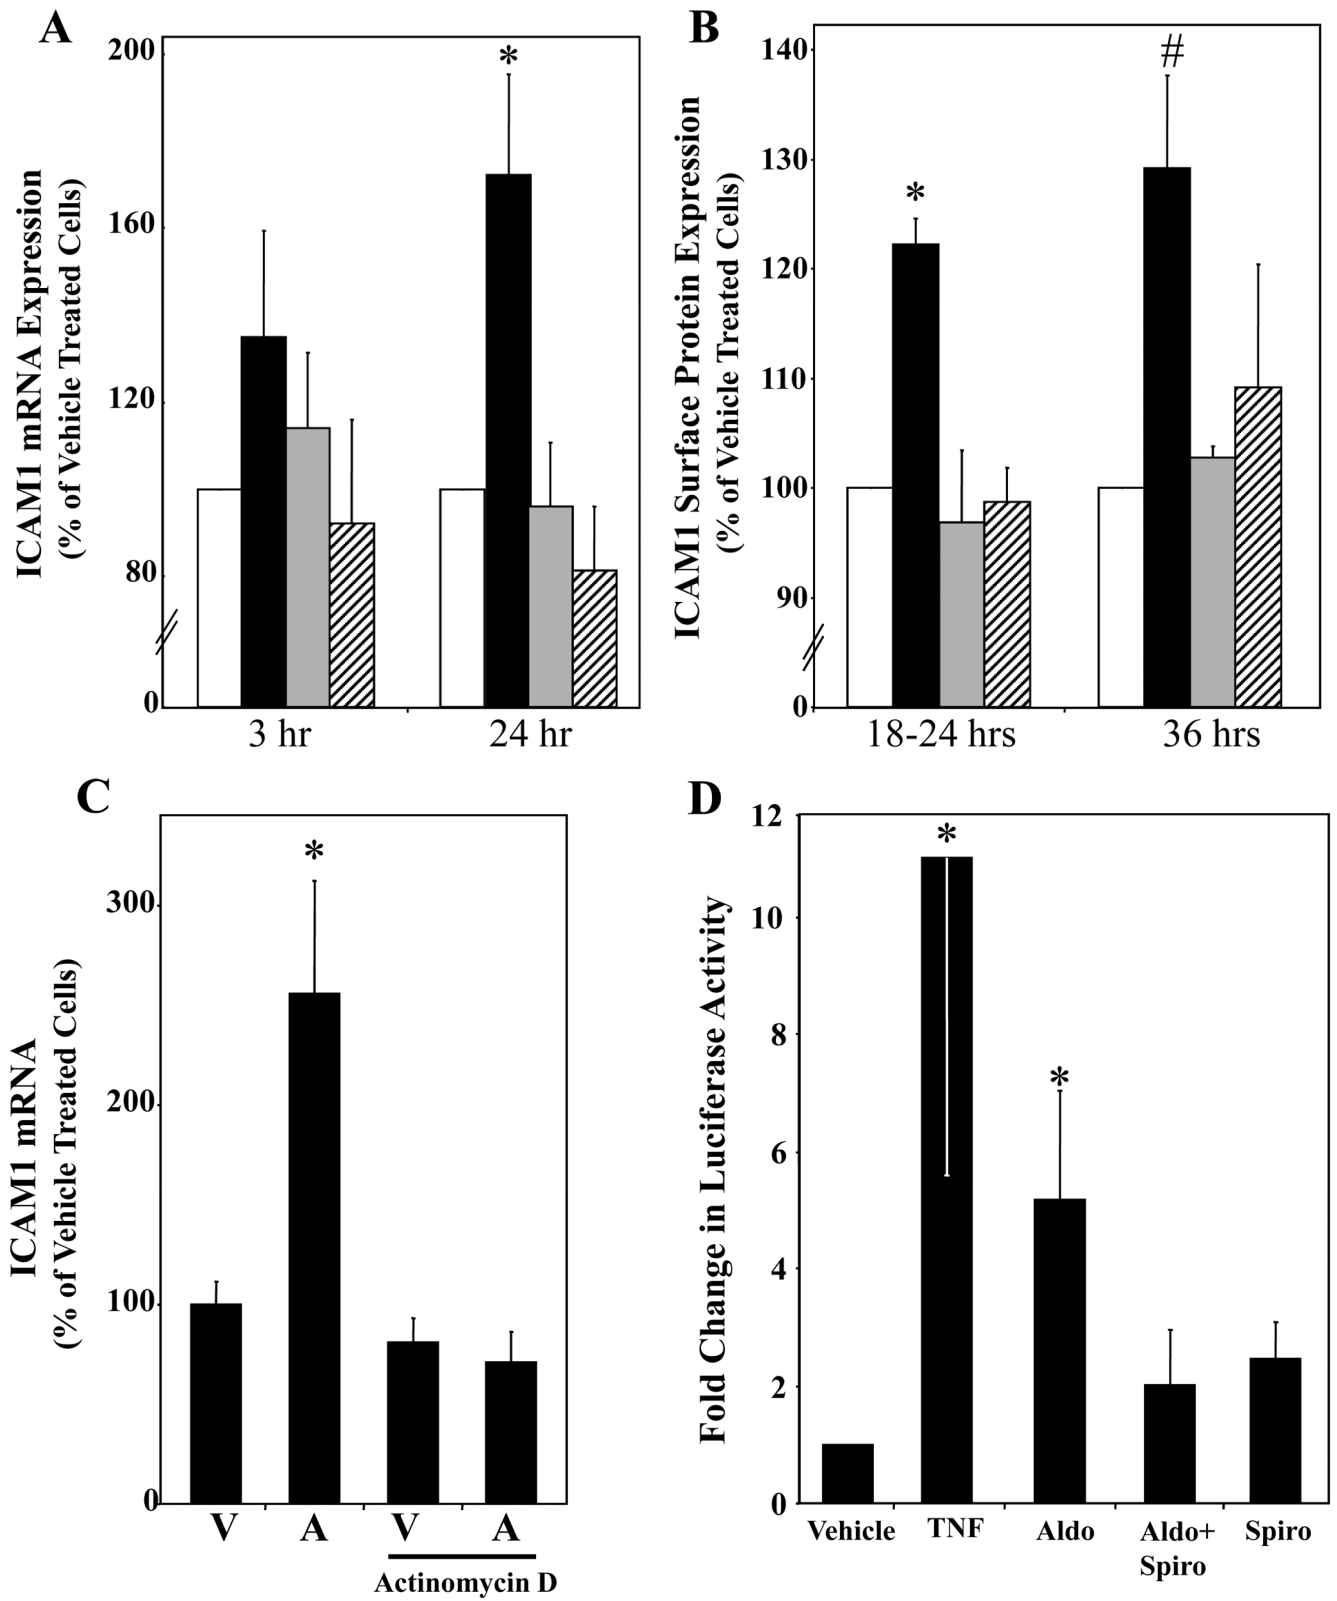 A
ICAM1 mRNA Expression
(% of Vehicle Treated Cells)
200
160
120
80
0
*
3 hr
24 hr
B
ICAM1 Surface Protein Expression
(% of Vehicle Treated Cells)
140
130
120
110
100
90
0
*
#
18-24 hrs
36 hrs
C
ICAM1 mRNA
(% of Vehicle Treated Cells)
300
200
100
0
*
V
A
V
A
Actinomycin D
D
Fold Change in Luciferase Activity
12
10
8
6
4
2
0
*
*
Vehicle
TNF
Aldo
Aldo+
Spiro
Spiro